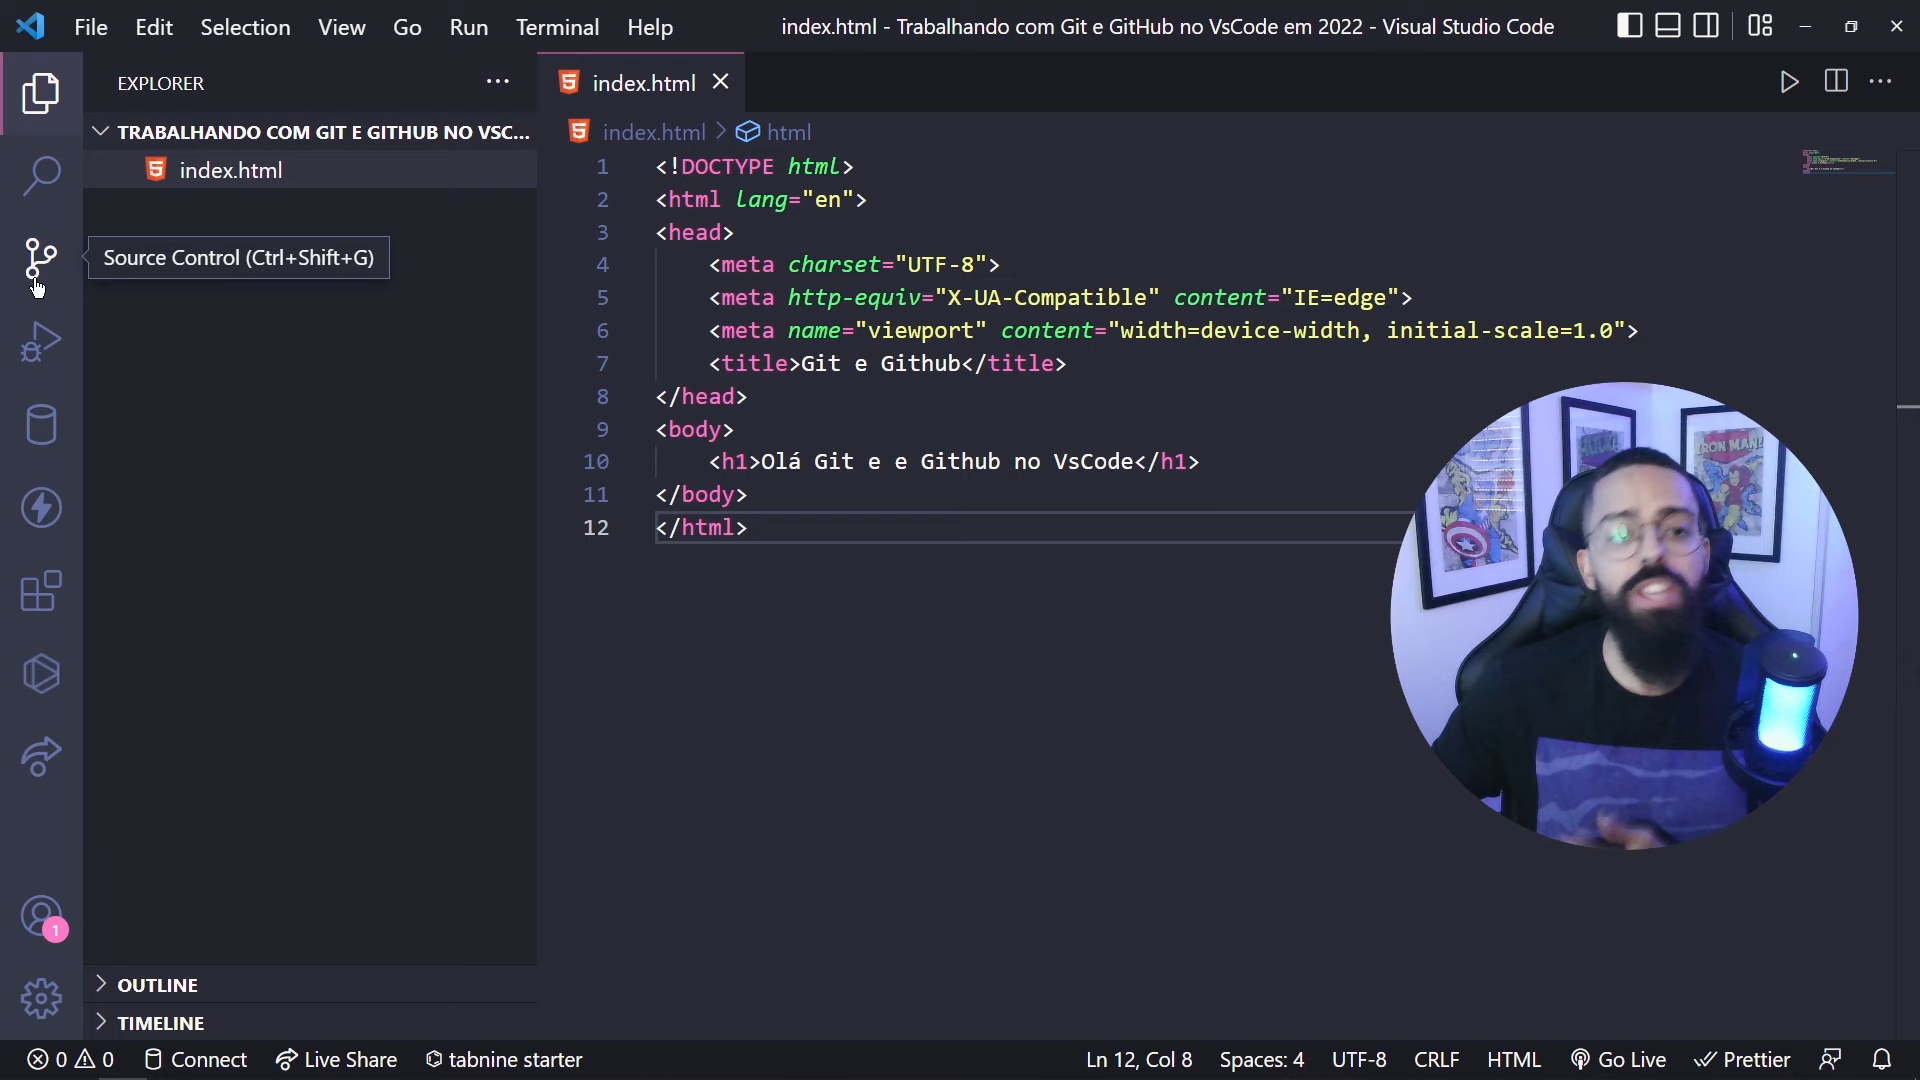 File Edit Selection View Go Run Terminal Help
index.html - Trabalhando com Git e GitHub no VsCode em 2022 - Visual Studio Code
EXPLORER
TRABALHANDO COM GIT E GITHUB NO VSC...
index.html
Source Control (Ctrl+Shift+G)
1
OUTLINE
TIMELINE
index.html
index.html > html
1 <!DOCTYPE html>
2 <html lang="en">
3 <head>
4 <meta charset="UTF-8">
5 <meta http-equiv="X-UA-Compatible" content="IE=edge">
6 <meta name="viewport" content="width=device-width, initial-scale=1.0">
7 <title>Git e Github</title>
8 </head>
9 <body>
10 <h1>Olá Git e e Github no VsCode</h1>
11 </body>
12 </html>
IRON MAN!
0 0 Connect Live Share tabnine starter
Ln 12, Col 8 Spaces: 4 UTF-8 CRLF HTML Go Live Prettier